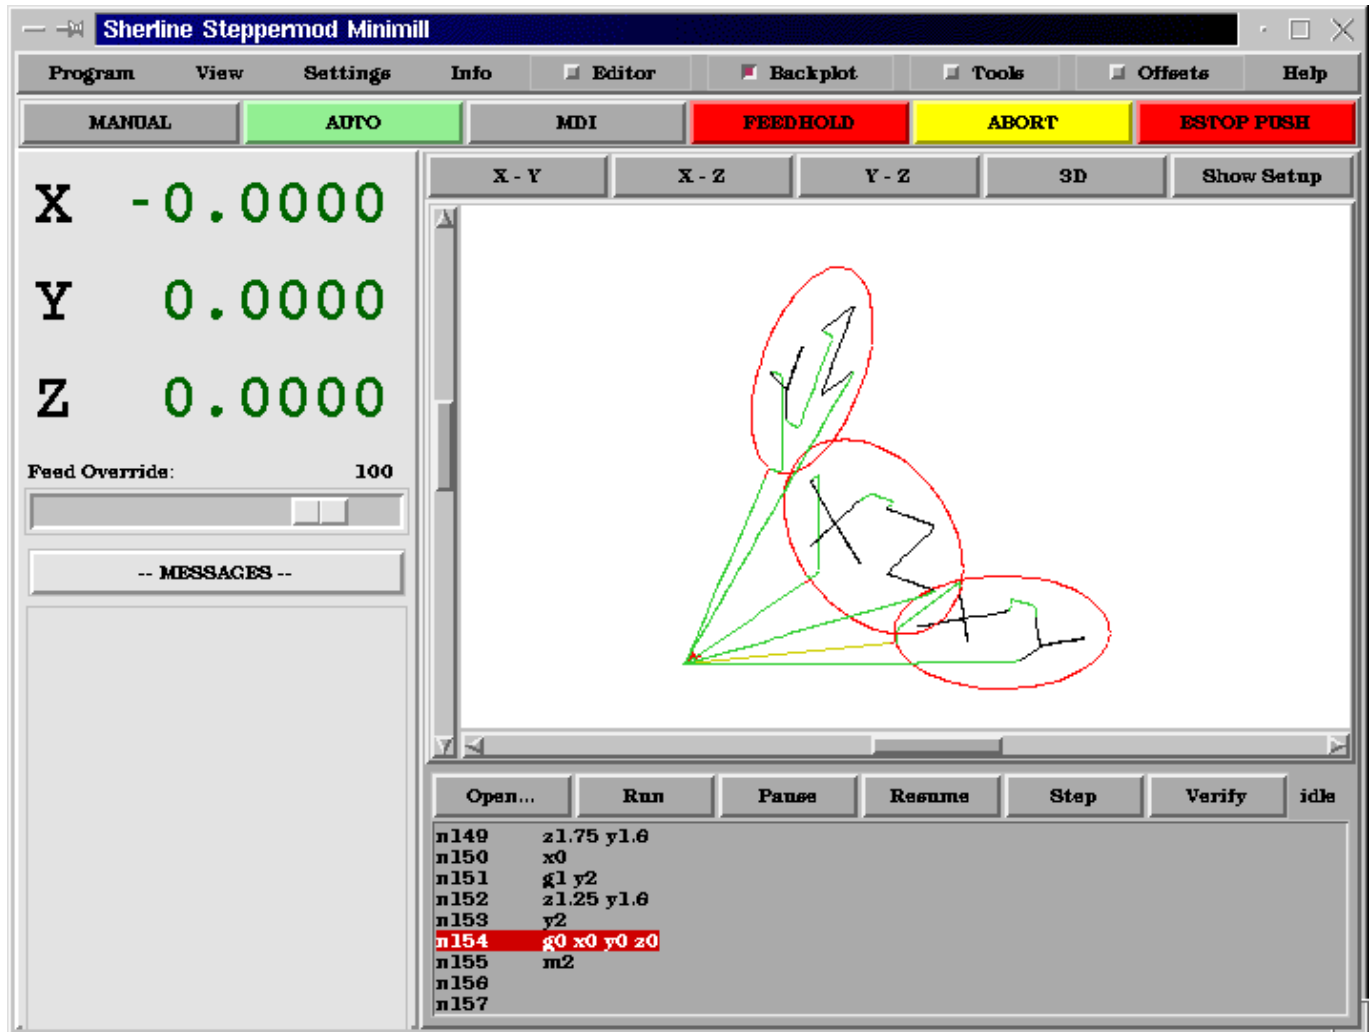 Sherline Steppermod Minimill
Program View Settings Info Editor Backplot Tools Offsets Help
MANUAL AUTO MDI FEEDHOLD ABORT ESTOP PUSH
X - Y X - Z Y - Z 3D Show Setup
X -0.0000
Y 0.0000
Z 0.0000
Feed Override: 100
-- MESSAGES --
Y Z
X Z
X Y
Open... Run Pause Resume Step Verify idle
n149 z1.75 y1.6
n150 x0
n151 g1 y2
n152 z1.25 y1.6
n153 y2
n154 g0 x0 y0 z0
n155 m2
n156
n157